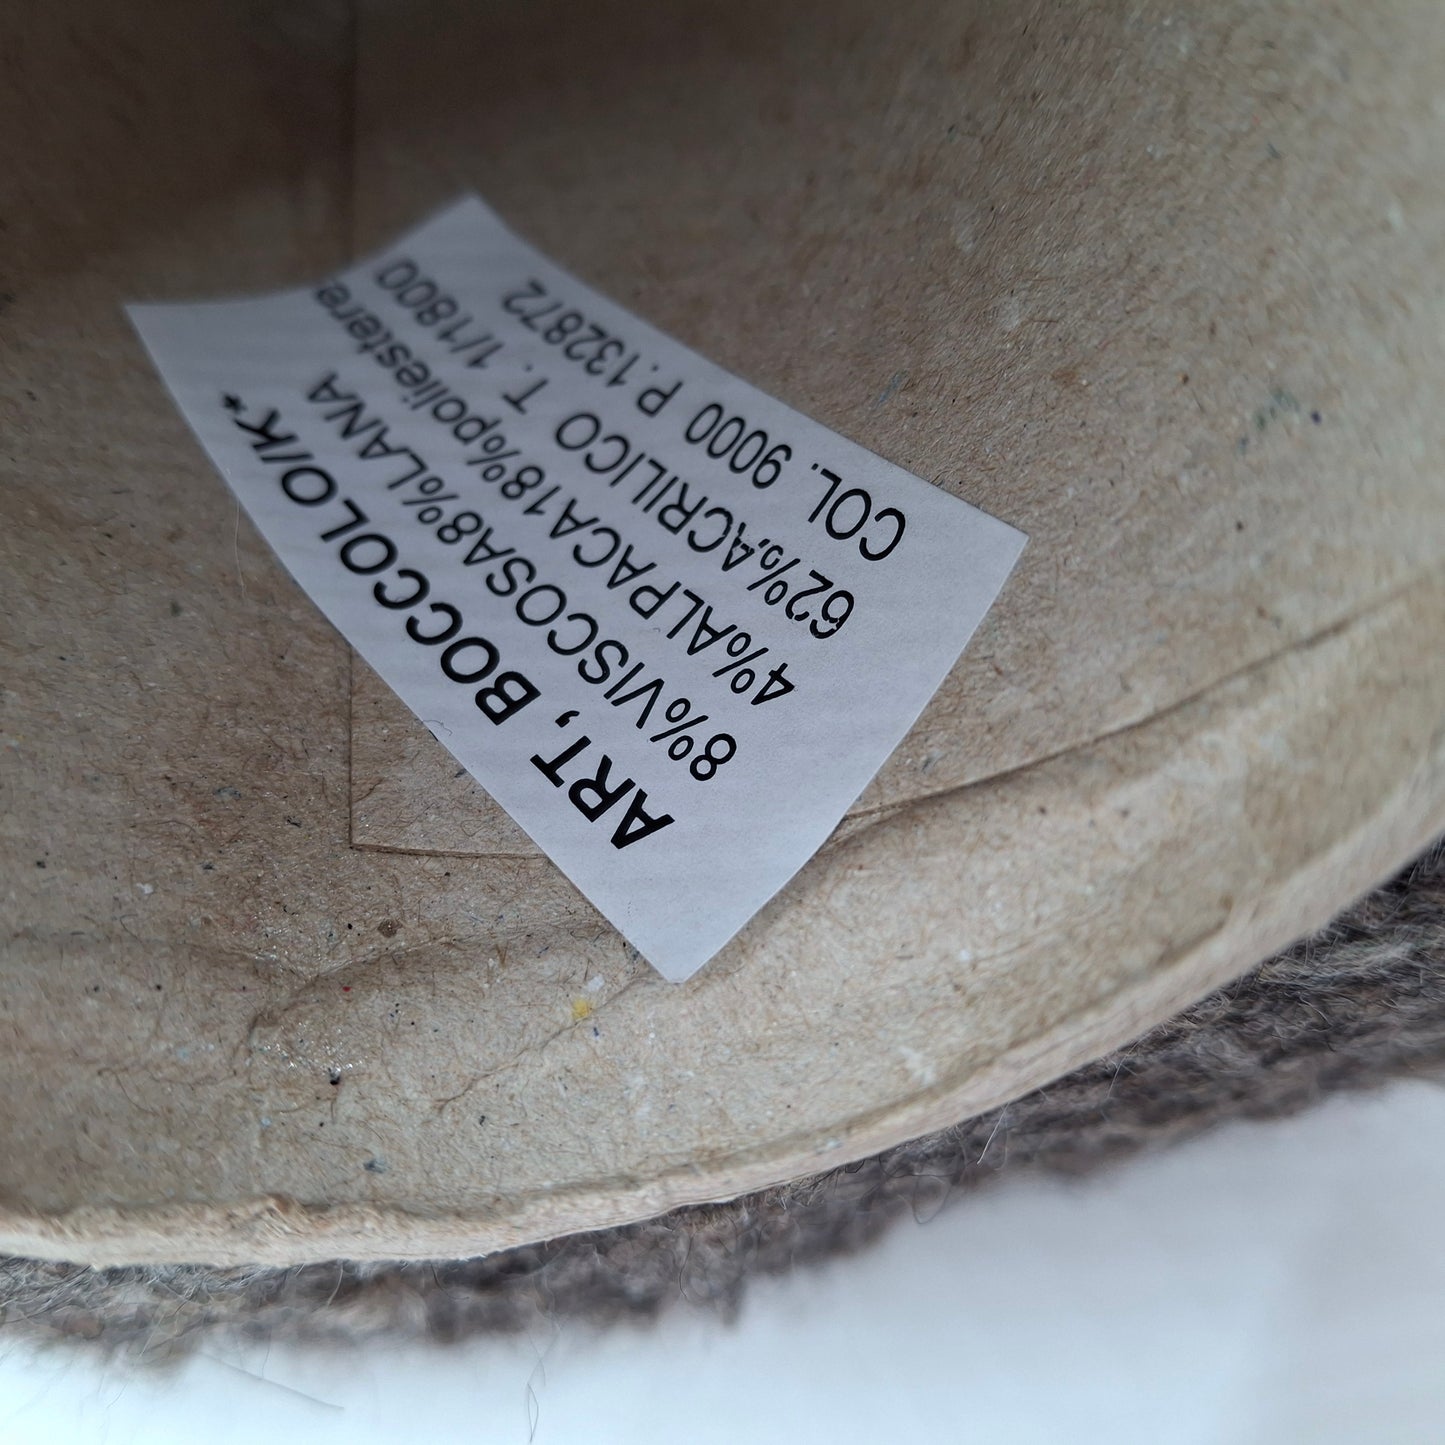 ART, BOCCOLO/K*
8%VISCOSA8%LANA
4%ALPACA18%poliestere
62%ACRILICO T. 1/1800
COL. 9000 P.132872